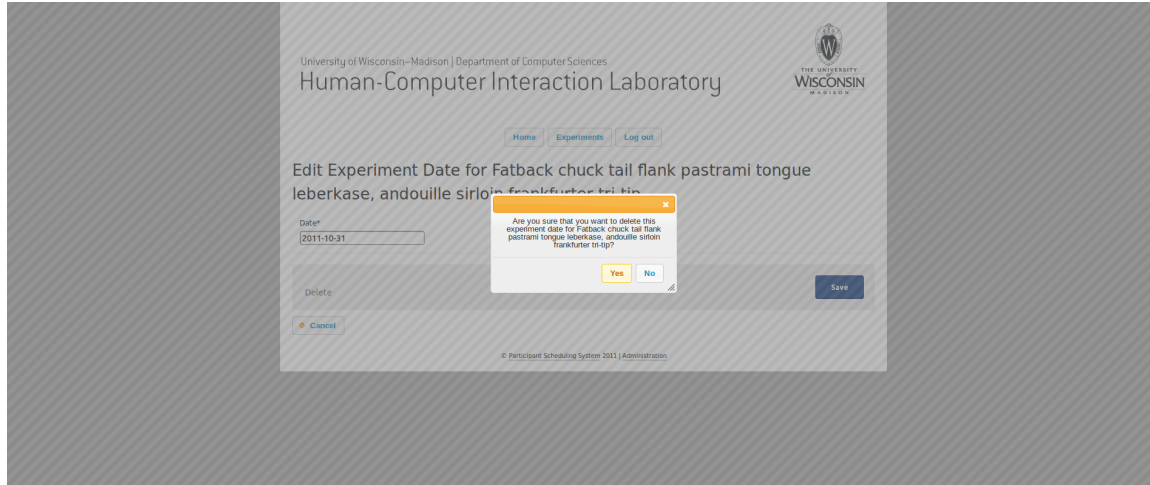 University of Wisconsin–Madison | Department of Computer Sciences
Human-Computer Interaction Laboratory
THE UNIVERSITY
of
WISCONSIN
MADISON
Home Experiments Log out
Edit Experiment Date for Fatback chuck tail flank pastrami tongue
leberkase, andouille sirloin frankfurter tri-tip
Date*
2011-10-31
Are you sure that you want to delete this
experiment date for Fatback chuck tail flank
pastrami tongue leberkase, andouille sirloin
frankfurter tri-tip?
Yes No
Delete
Save
Cancel
© Participant Scheduling System 2011 | Administration